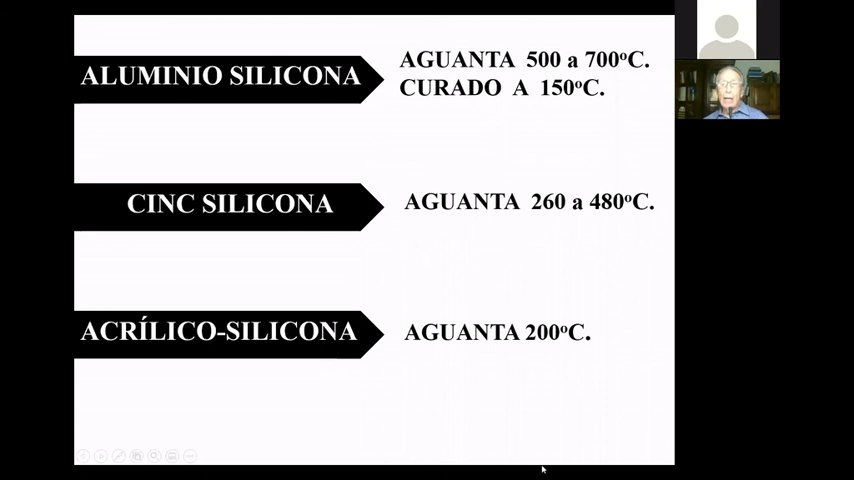 ALUMINIO SILICONA
AGUANTA 500 a 700ºC.
CURADO A 150ºC.
CINC SILICONA
AGUANTA 260 a 480ºC.
ACRÍLICO-SILICONA
AGUANTA 200ºC.